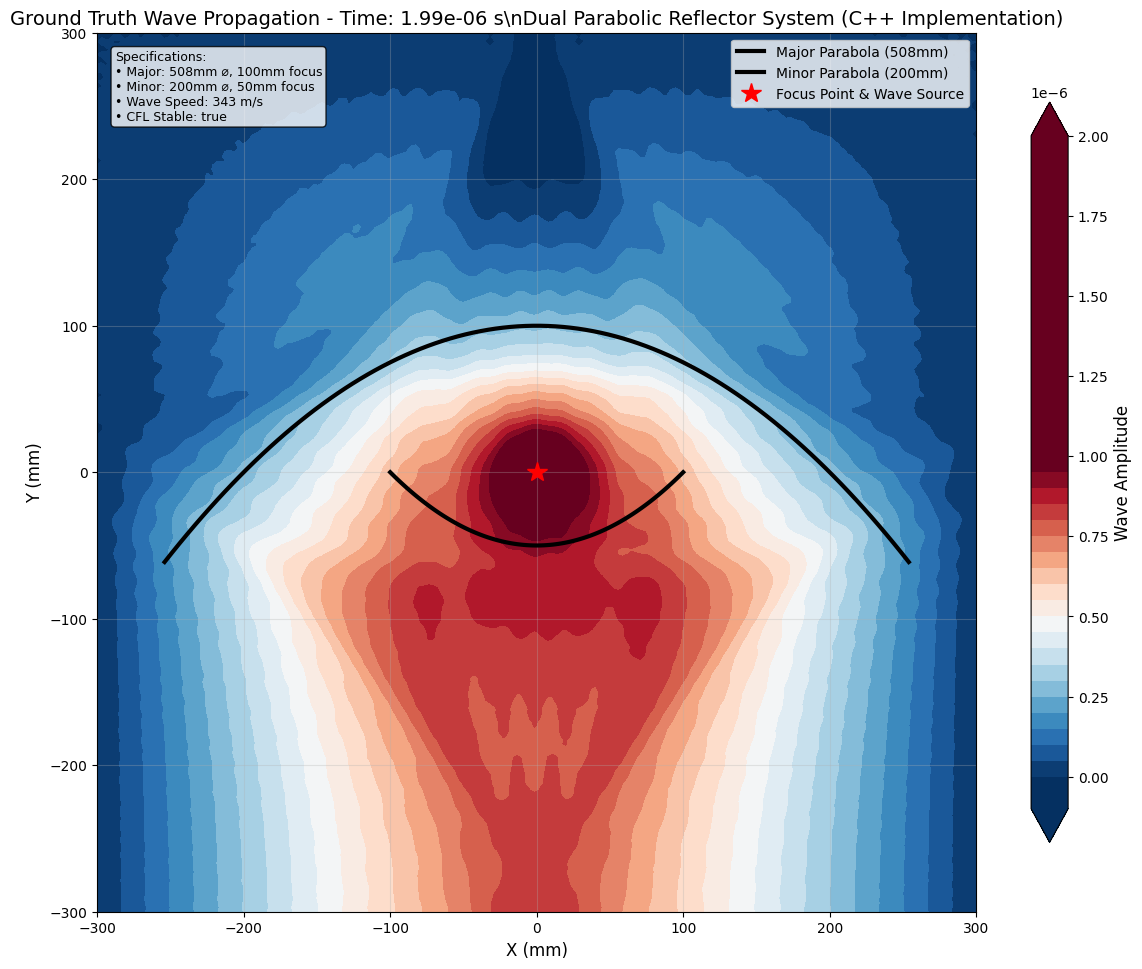 Ground Truth Wave Propagation - Time: 1.99e-06 s\nDual Parabolic Reflector System (C++ Implementation)
Specifications:
• Major: 508mm ⌀, 100mm focus
• Minor: 200mm ⌀, 50mm focus
• Wave Speed: 343 m/s
• CFL Stable: true
Major Parabola (508mm)
Minor Parabola (200mm)
Focus Point & Wave Source
300
200
100
0
−100
−200
−300
Y (mm)
−300
−200
−100
0
100
200
300
X (mm)
1e−6
2.00
1.75
1.50
1.25
1.00
0.75
0.50
0.25
0.00
Wave Amplitude